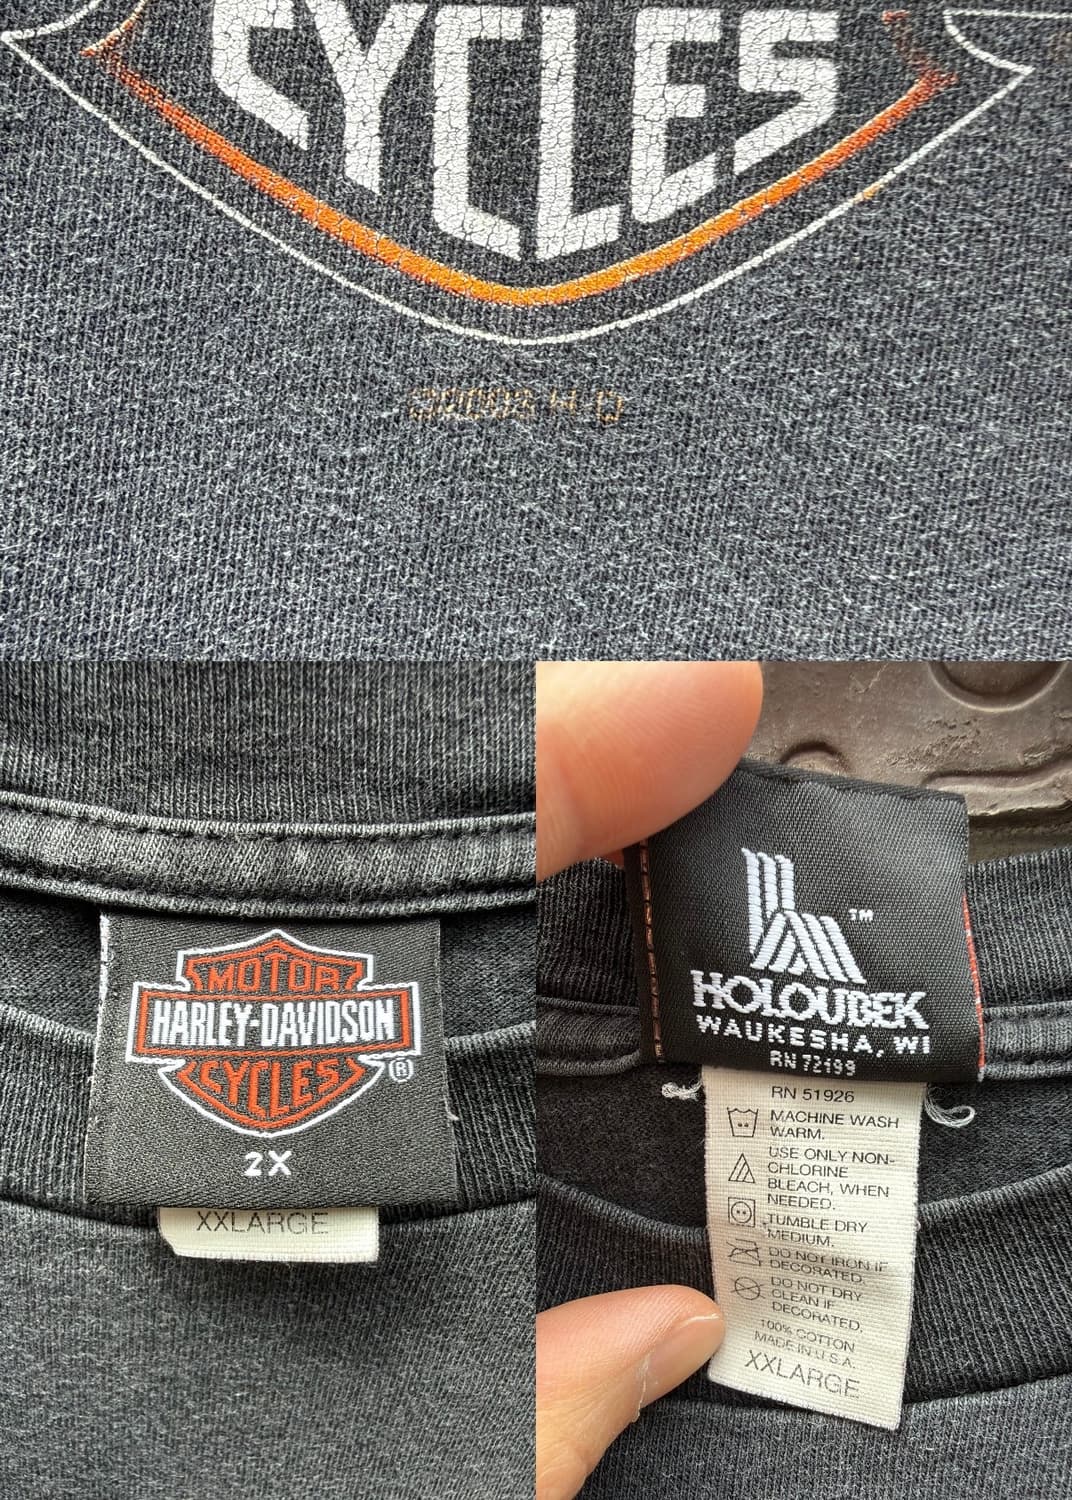 CYCLES
©2003 H-D
MOTOR
HARLEY-DAVIDSON
CYCLES
®
2X
XXLARGE
™
HOLOUBEK
WAUKESHA, WI
RN 72199
RN 51926
MACHINE WASH
WARM.
USE ONLY NON-
CHLORINE
BLEACH, WHEN
NEEDED.
TUMBLE DRY
MEDIUM.
DO NOT IRON IF
DECORATED.
DO NOT DRY
CLEAN IF
DECORATED.
100% COTTON
MADE IN U.S.A.
XXLARGE